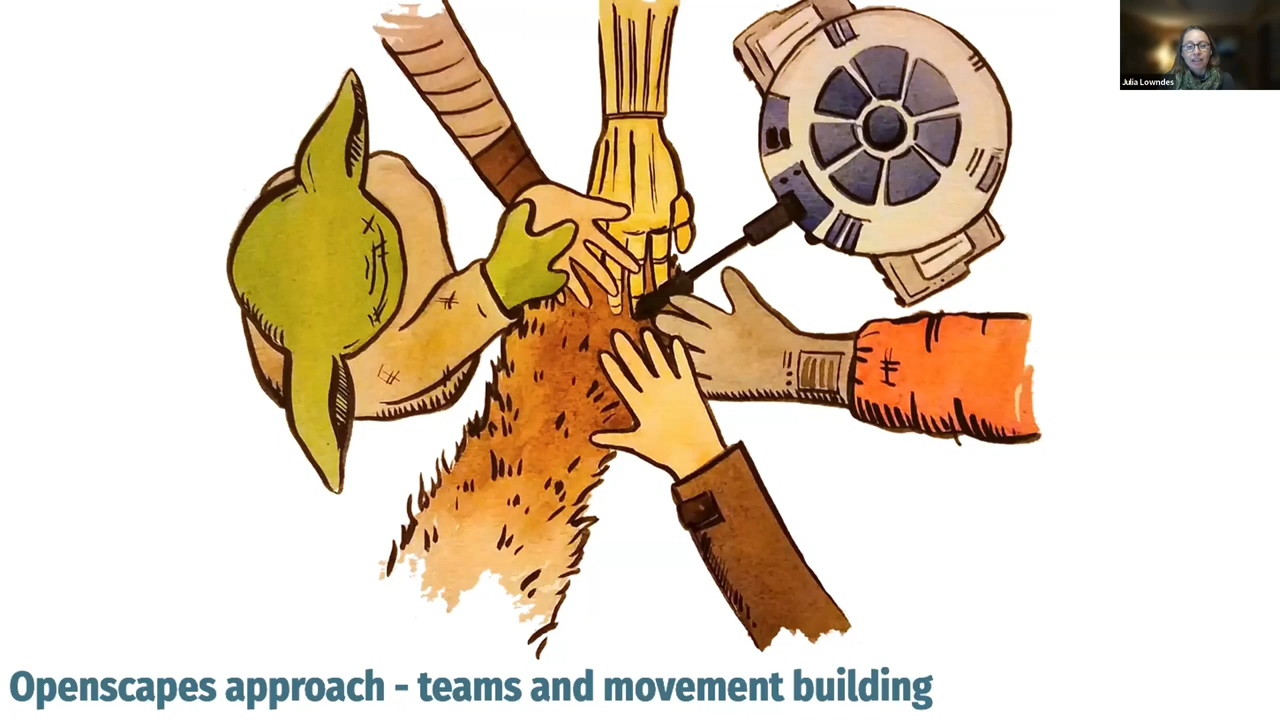 Julia Lowndes
Openscapes approach - teams and movement building